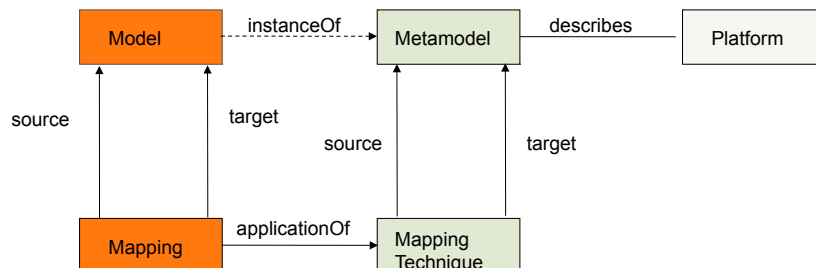 Model
instanceOf
Metamodel
describes
Platform
source
target
source
target
Mapping
applicationOf
Mapping
Technique